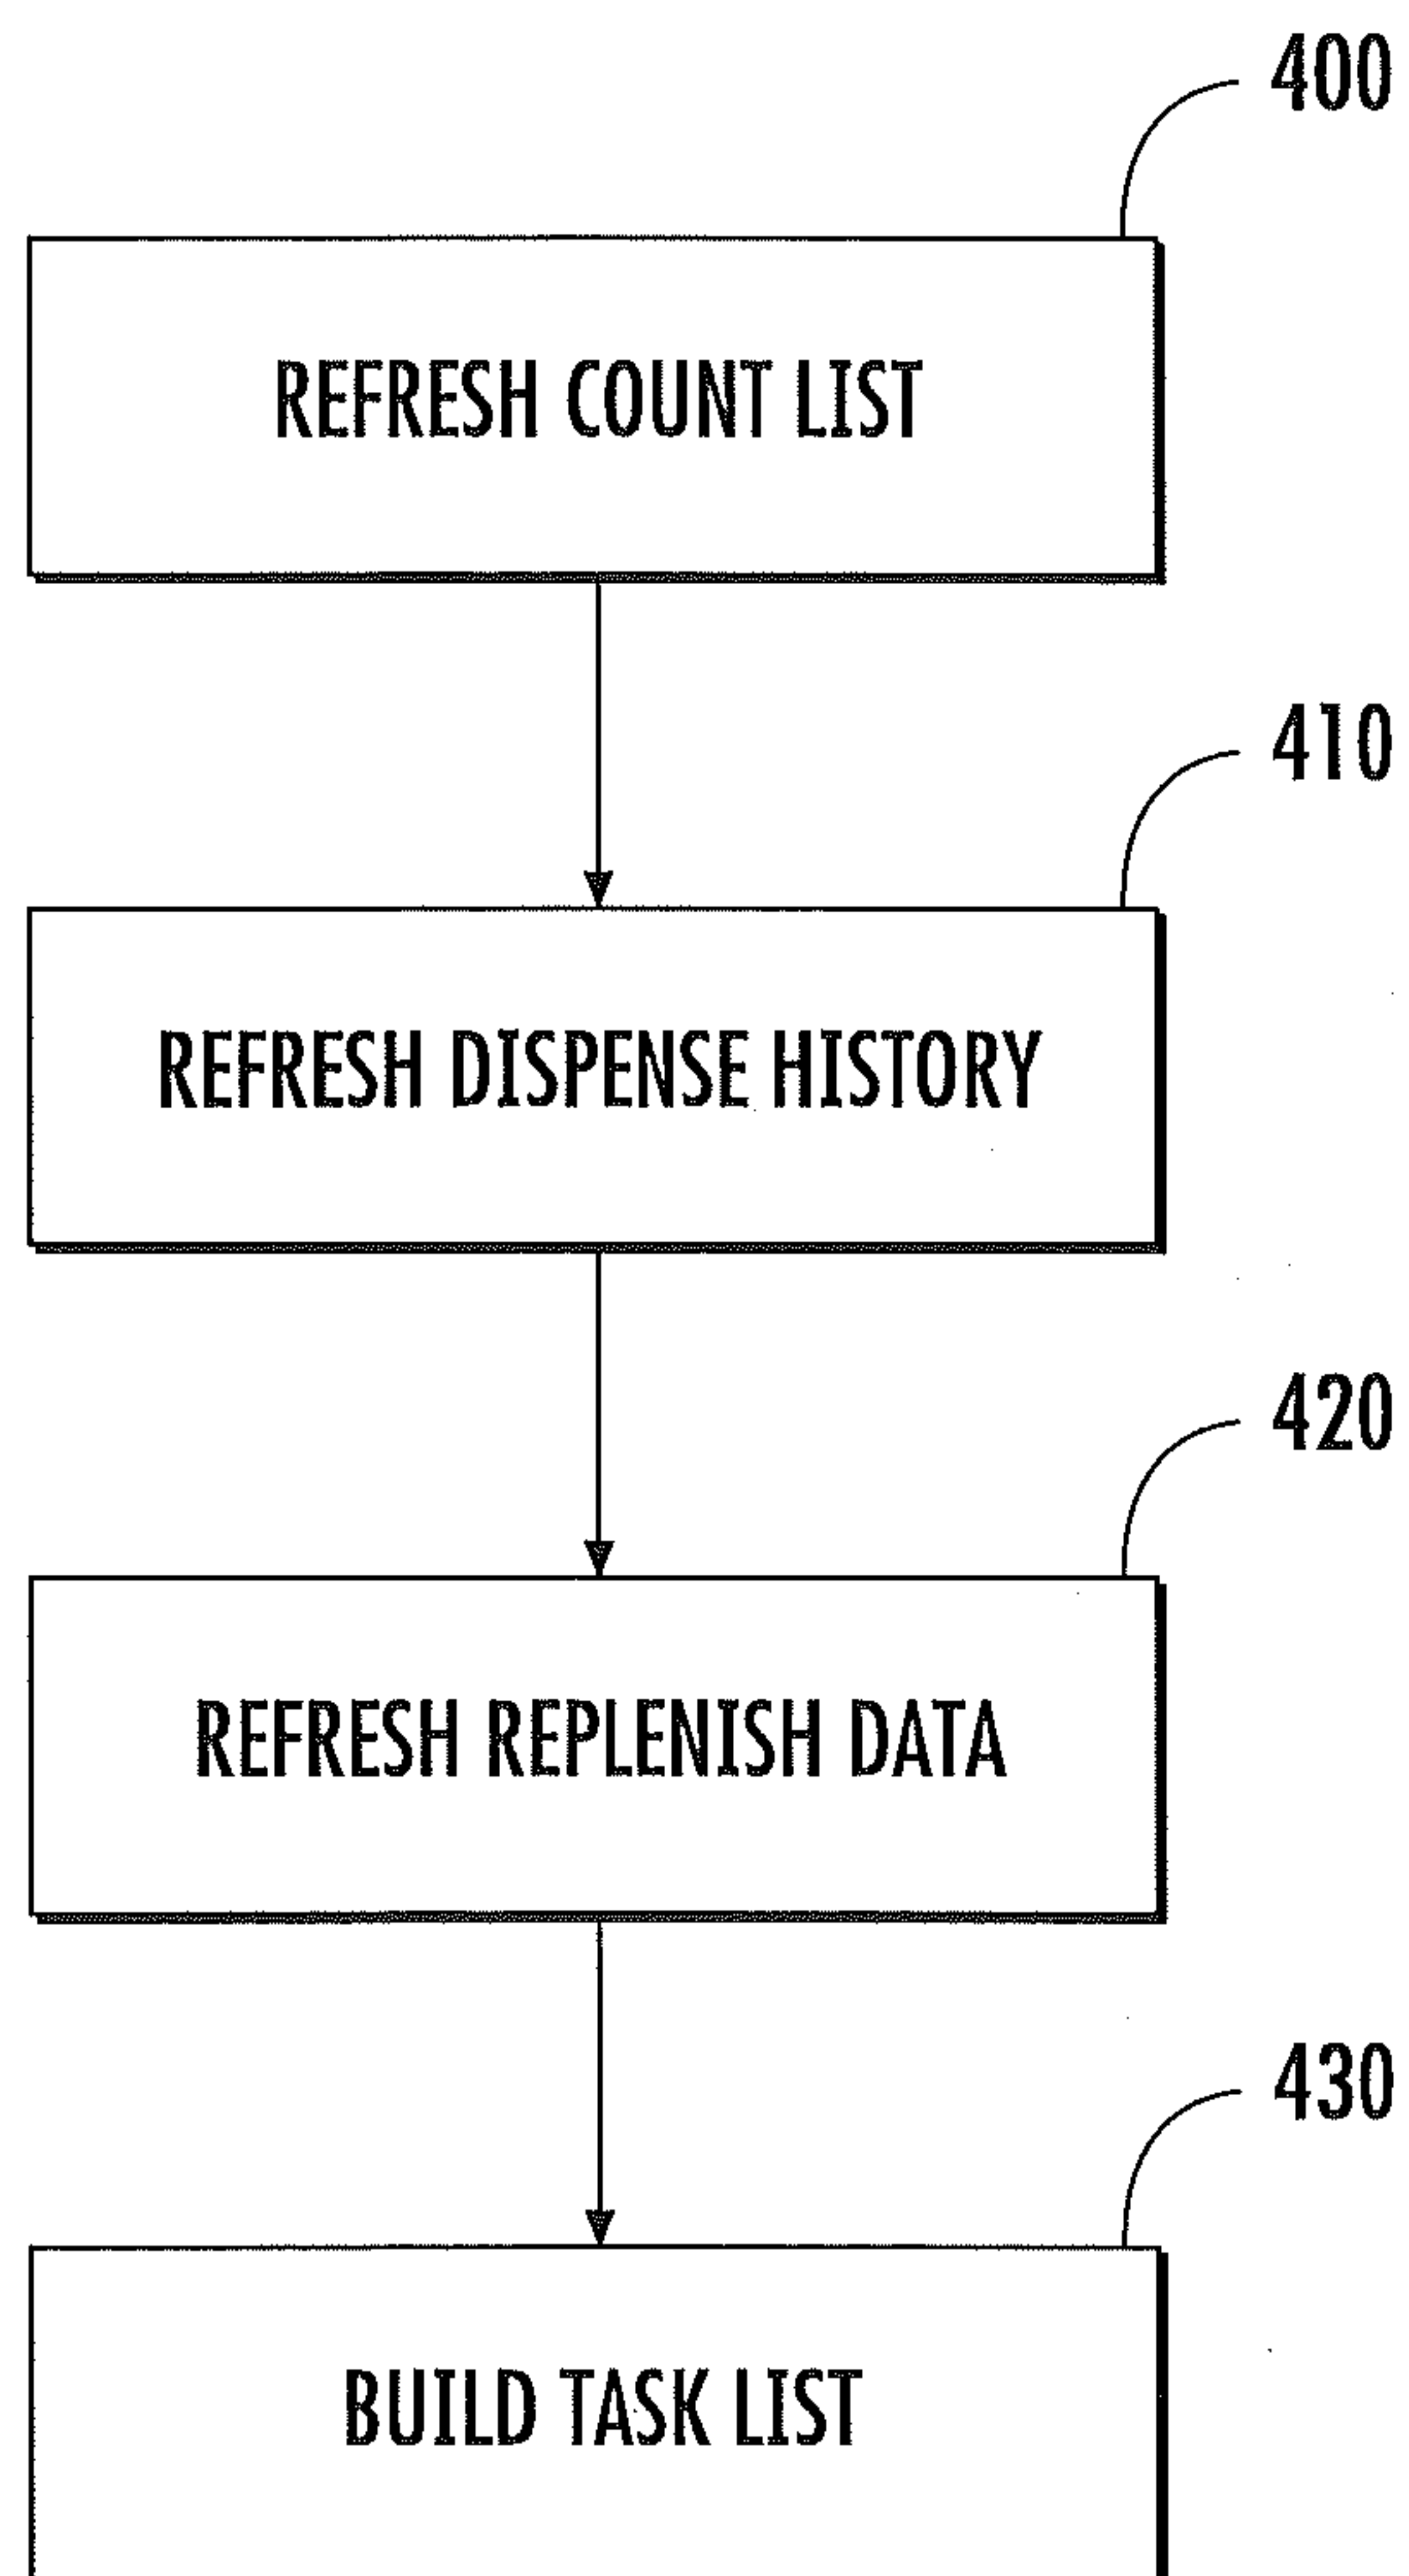 400
REFRESH COUNT LIST
410
REFRESH DISPENSE HISTORY
420
REFRESH REPLENISH DATA
430
BUILD TASK LIST